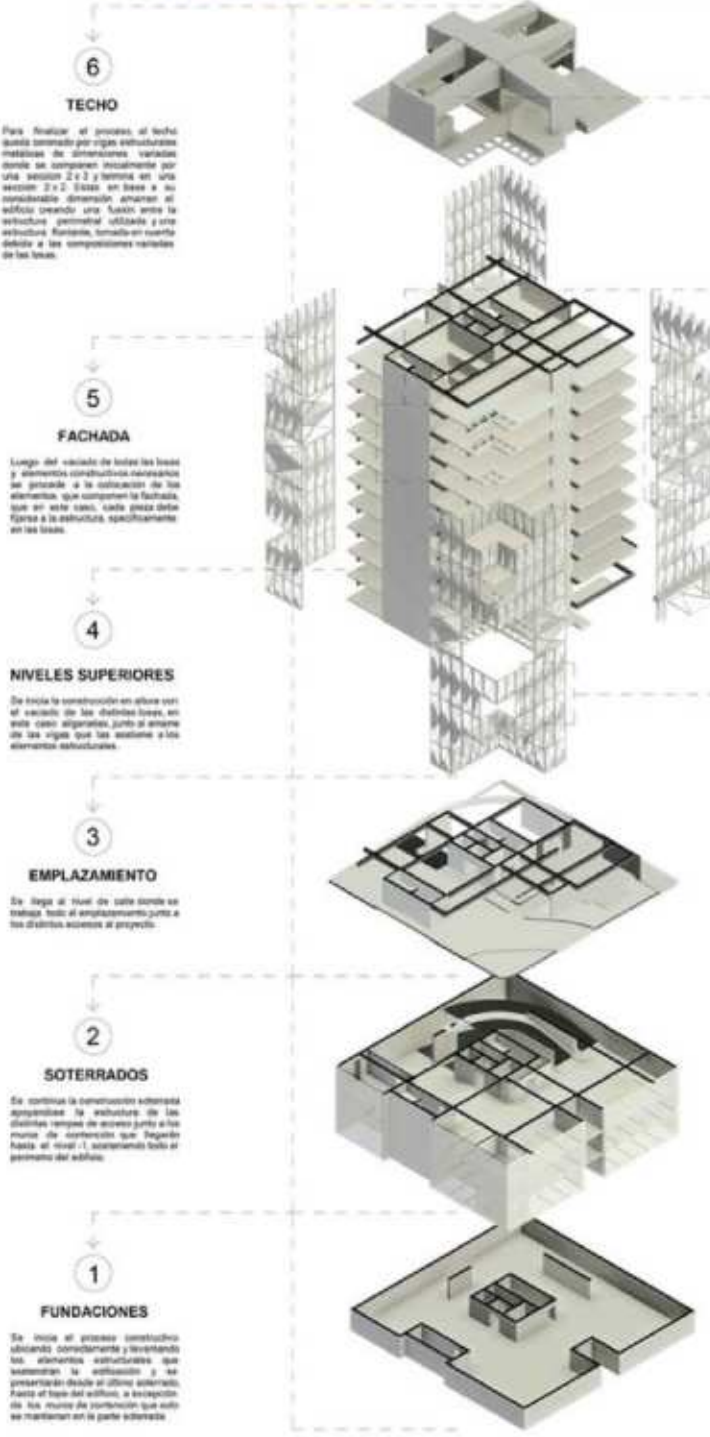 6
TECHO
Para finalizar el proceso, el techo
queda coronado por vigas estructurales
metálicas de dimensiones variadas
donde se componen inicialmente por
una sección 2 x 3 y termina en una
sección 2 x 2. Estas en base a su
considerable dimensión amarran el
edificio creando una fusión entre la
estructura perimetral utilizada y una
estructura flotante, tomada en cuenta
debido a las composiciones variadas
de las losas.
5
FACHADA
Luego del vaciado de todas las losas
y elementos constructivos necesarios
se procede a la colocación de los
elementos que componen la fachada,
que en este caso, cada pieza debe
fijarse a la estructura, específicamente
en las losas.
4
NIVELES SUPERIORES
Se inicia la construcción en altura con
el vaciado de las distintas losas, en
este caso aligeradas, junto al amarre
de las vigas que las sostiene a los
elementos estructurales.
3
EMPLAZAMIENTO
Se llega al nivel de calle donde se
trabaja todo el emplazamiento junto a
los distintos accesos al proyecto.
2
SOTERRADOS
Se continua la construcción soterrada
apoyandose la estructura de las
distintas rampas de acceso junto a los
muros de contención que llegarán
hasta el nivel -1, sosteniendo todo el
perímetro del edificio.
1
FUNDACIONES
Se inicia el proceso constructivo
ubicando correctamente y levantando
los elementos estructurales que
sostendrán la edificación y se
presentarán desde el último soterrado,
hasta el tope del edificio, a excepción
de los muros de contención que solo
se mantienen en la parte soterrada